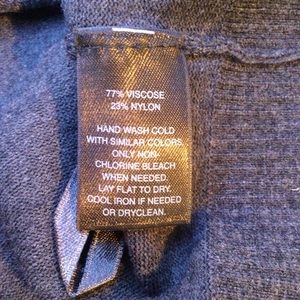 77% VISCOSE
23% NYLON
HAND WASH COLD
WITH SIMILAR COLORS.
ONLY NON-
CHLORINE BLEACH
WHEN NEEDED.
LAY FLAT TO DRY.
COOL IRON IF NEEDED
OR DRYCLEAN.